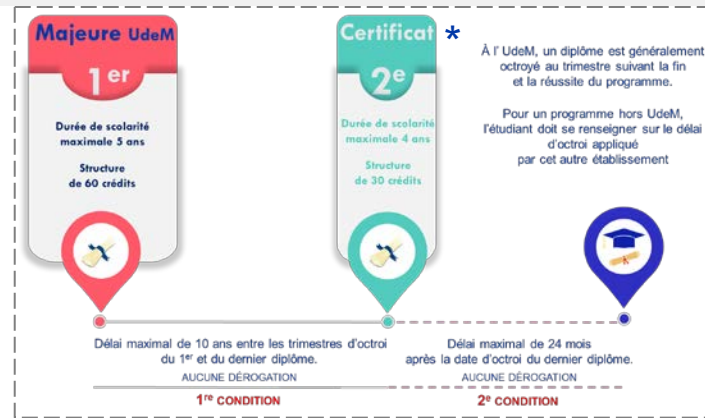 Majeure UdeM
1er
Durée de scolarité
maximale 5 ans
Structure
de 60 crédits
Certificat *
2e
Durée de scolarité
maximale 4 ans
Structure
de 30 crédits
À l' UdeM, un diplôme est généralement
octroyé au trimestre suivant la fin
et la réussite du programme.
Pour un programme hors UdeM,
l'étudiant doit se renseigner sur le délai
d'octroi appliqué
par cet autre établissement
Délai maximal de 10 ans entre les trimestres d'octroi
du 1er et du dernier diplôme.
AUCUNE DÉROGATION
1re CONDITION
Délai maximal de 24 mois
après la date d'octroi du dernier diplôme.
AUCUNE DÉROGATION
2e CONDITION